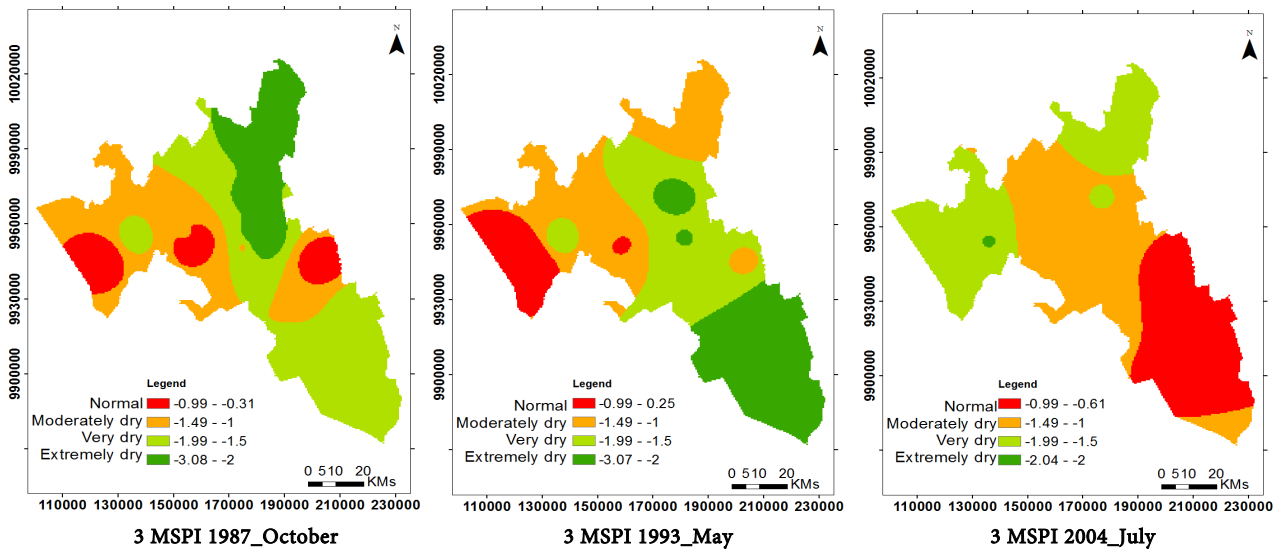 N
10020000
9990000
9960000
9930000
9900000
Legend
Normal -0.99 - -0.31
Moderately dry -1.49 - -1
Very dry -1.99 - -1.5
Extremely dry -3.08 - -2
0 510 20
KMs
110000 130000 150000 170000 190000 210000 230000
3 MSPI 1987_October
N
10020000
9990000
9960000
9930000
9900000
Legend
Normal -0.99 - 0.25
Moderately dry -1.49 - -1
Very dry -1.99 - -1.5
Extremely dry -3.07 - -2
0 510 20
KMs
110000 130000 150000 170000 190000 210000 230000
3 MSPI 1993_May
N
10020000
9990000
9960000
9930000
9900000
Legend
Normal -0.99 - -0.61
Moderately dry -1.49 - -1
Very dry -1.99 - -1.5
Extremely dry -2.04 - -2
0 510 20
KMs
110000 130000 150000 170000 190000 210000 230000
3 MSPI 2004_July